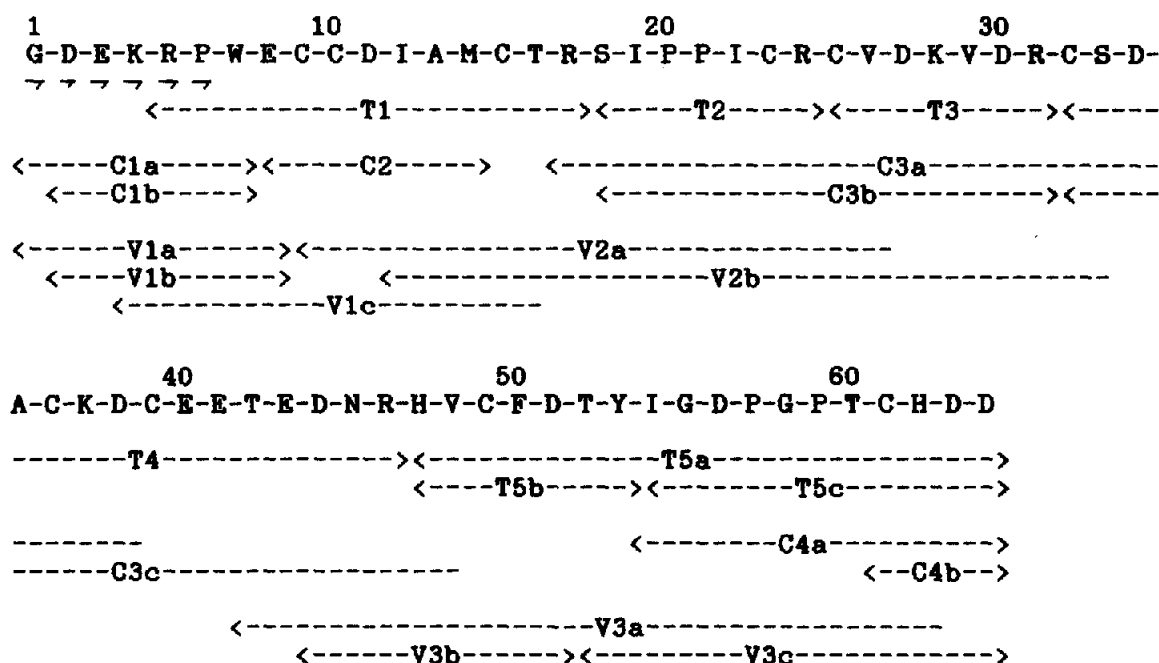 1 10 20 30
G-D-E-K-R-P-W-E-C-C-D-I-A-M-C-T-R-S-I-P-P-I-C-R-C-V-D-K-V-D-R-C-S-D-
<-------T1------><---T2---><---T3---><---
<---C1a---><---C2---> <----------C3a-------
<---C1b---> <-------C3b-----><---
<----V1a----><--------V2a---------
<---V1b---> <----------V2b-----------
<------V1c------
40 50 60
A-C-K-D-C-E-E-T-E-D-N-R-H-V-C-F-D-T-Y-I-G-D-P-G-P-T-C-H-D-D
-------T4---------------><-------T5a---------->
<----T5b-----><----T5c------>
-------- <----C4a---------->
------C3c---------- <--C4b-->
<-----------V3a----------
<---V3b----><-----V3c------->